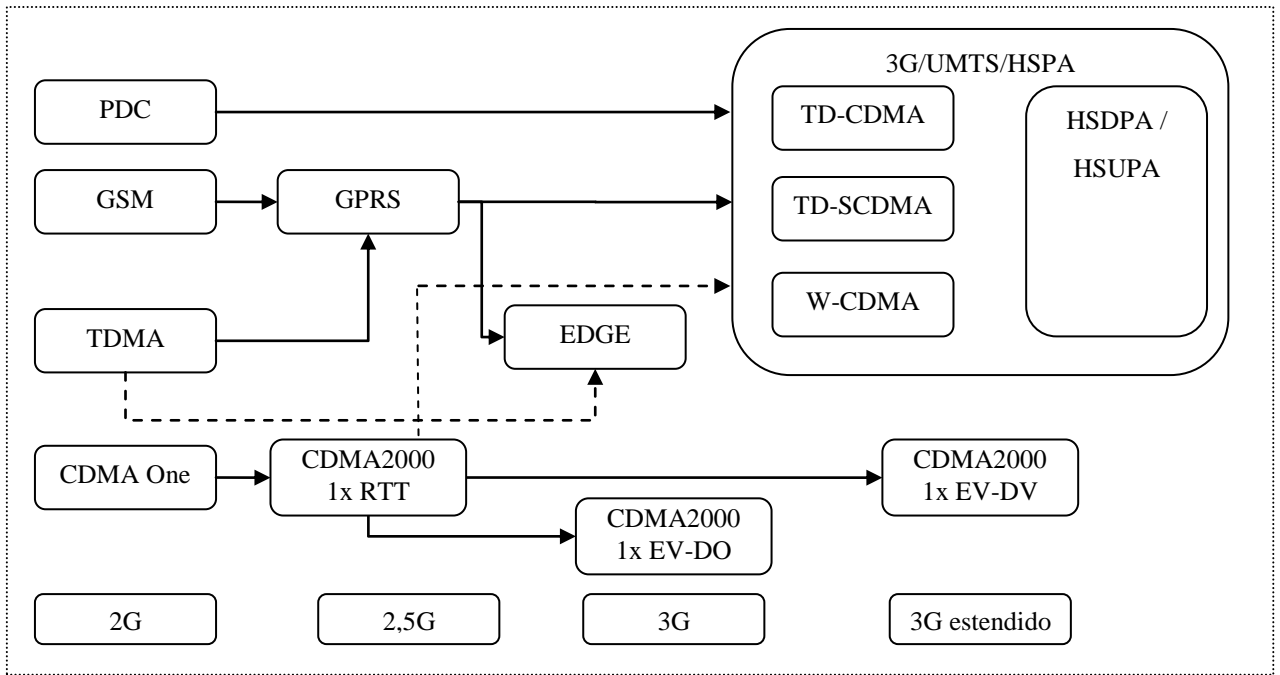 3G/UMTS/HSPA
PDC
TD-CDMA
HSDPA /
HSUPA
GSM
GPRS
TD-SCDMA
W-CDMA
TDMA
EDGE
CDMA One
CDMA2000
1x RTT
CDMA2000
1x EV-DV
CDMA2000
1x EV-DO
2G
2,5G
3G
3G estendido